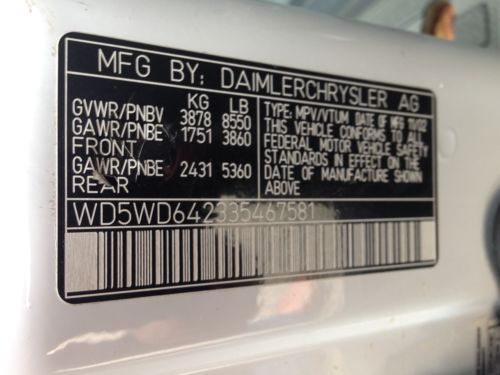 MFG BY: DAIMLERCHRYSLER AG
KG LB
GVWR/PNBV 3878 8550
GAWR/PNBE 1751 3860
FRONT
GAWR/PNBE 2431 5360
REAR
TYPE: MPV/VTUM DATE OF MFR 10/02
THIS VEHICLE CONFORMS TO ALL
FEDERAL MOTOR VEHICLE SAFETY
STANDARDS IN EFFECT ON THE
DATE OF MANUFACTURE SHOWN
ABOVE
WD5WD642335467581